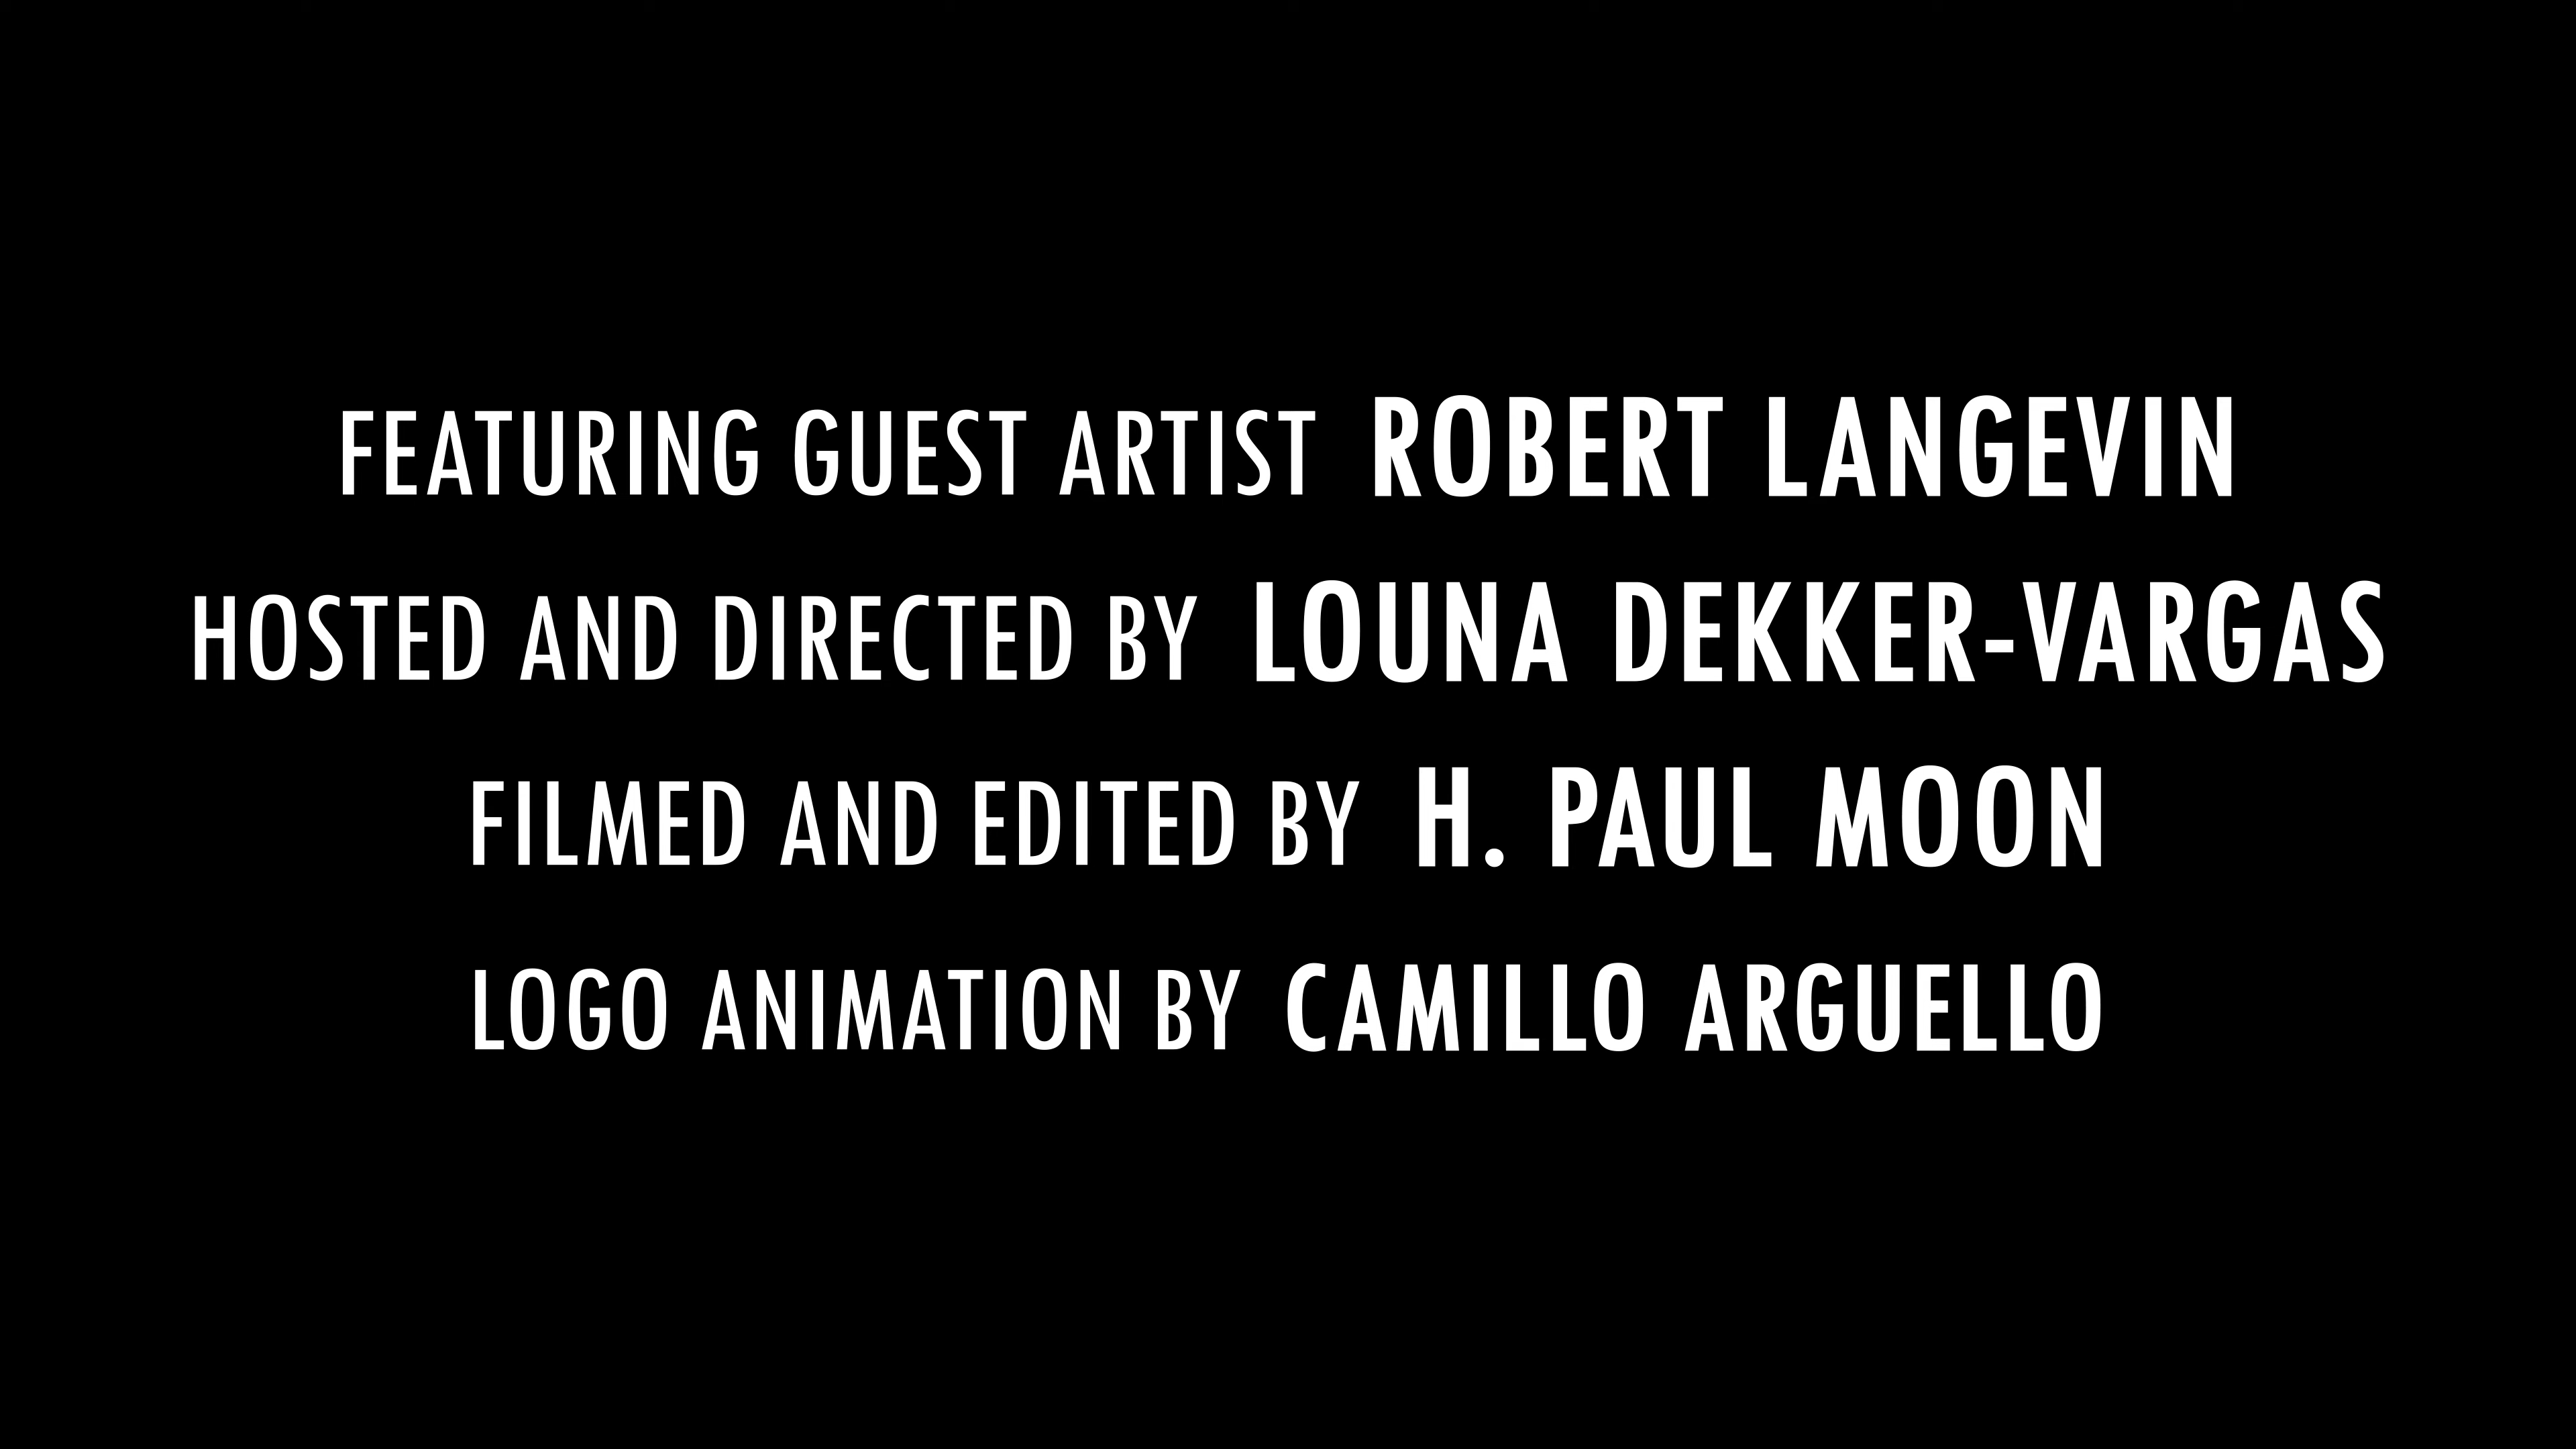 FEATURING GUEST ARTIST ROBERT LANGEVIN
HOSTED AND DIRECTED BY LOUNA DEKKER-VARGAS
FILMED AND EDITED BY H. PAUL MOON
LOGO ANIMATION BY CAMILLO ARGUELLO